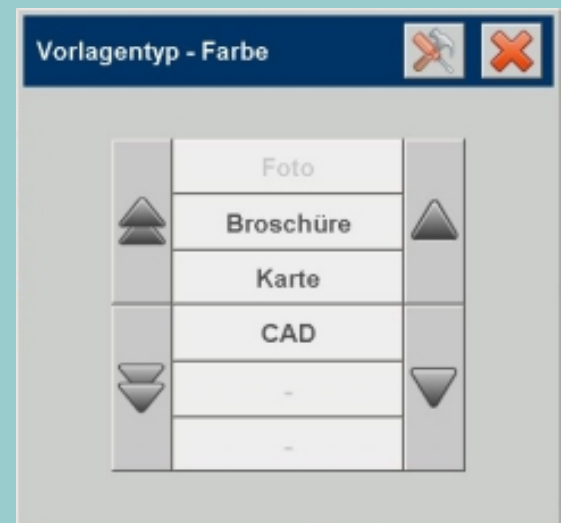 Vorlagentyp - Farbe
Foto
Broschüre
Karte
CAD
-
-